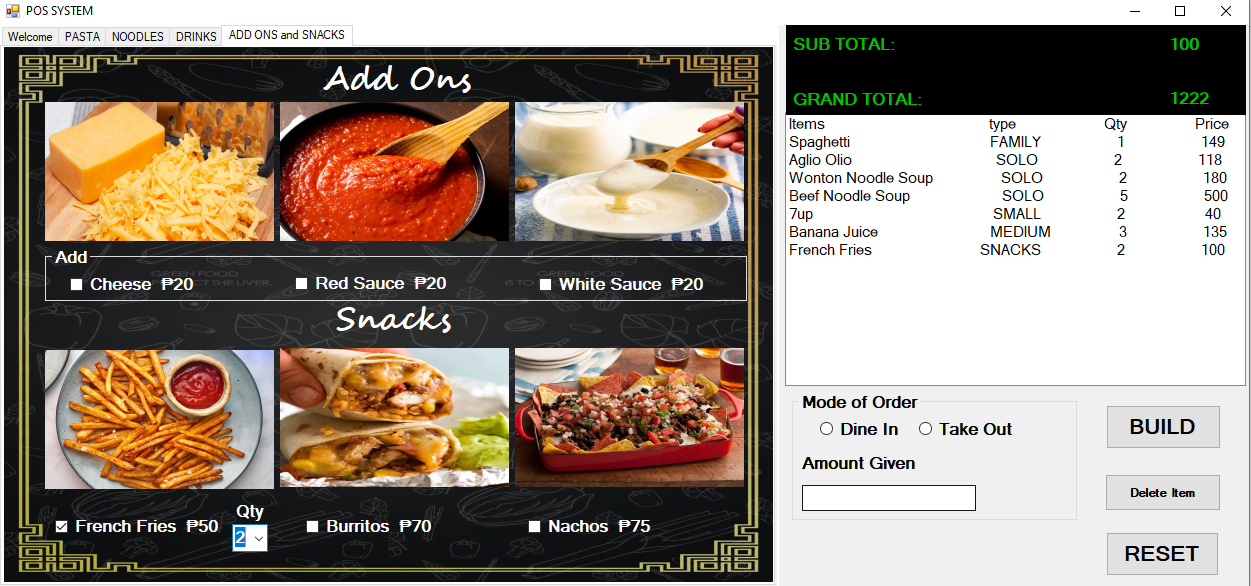 POS SYSTEM
Welcome PASTA NOODLES DRINKS ADD ONS and SNACKS
Add Ons
Add
Cheese ₱20 Red Sauce ₱20 White Sauce ₱20
Snacks
Qty
French Fries ₱50 2 Burritos ₱70 Nachos ₱75
SUB TOTAL: 100
GRAND TOTAL: 1222
Items type Qty Price
Spaghetti FAMILY 1 149
Aglio Olio SOLO 2 118
Wonton Noodle Soup SOLO 2 180
Beef Noodle Soup SOLO 5 500
7up SMALL 2 40
Banana Juice MEDIUM 3 135
French Fries SNACKS 2 100
Mode of Order
Dine In Take Out
Amount Given
BUILD
Delete Item
RESET